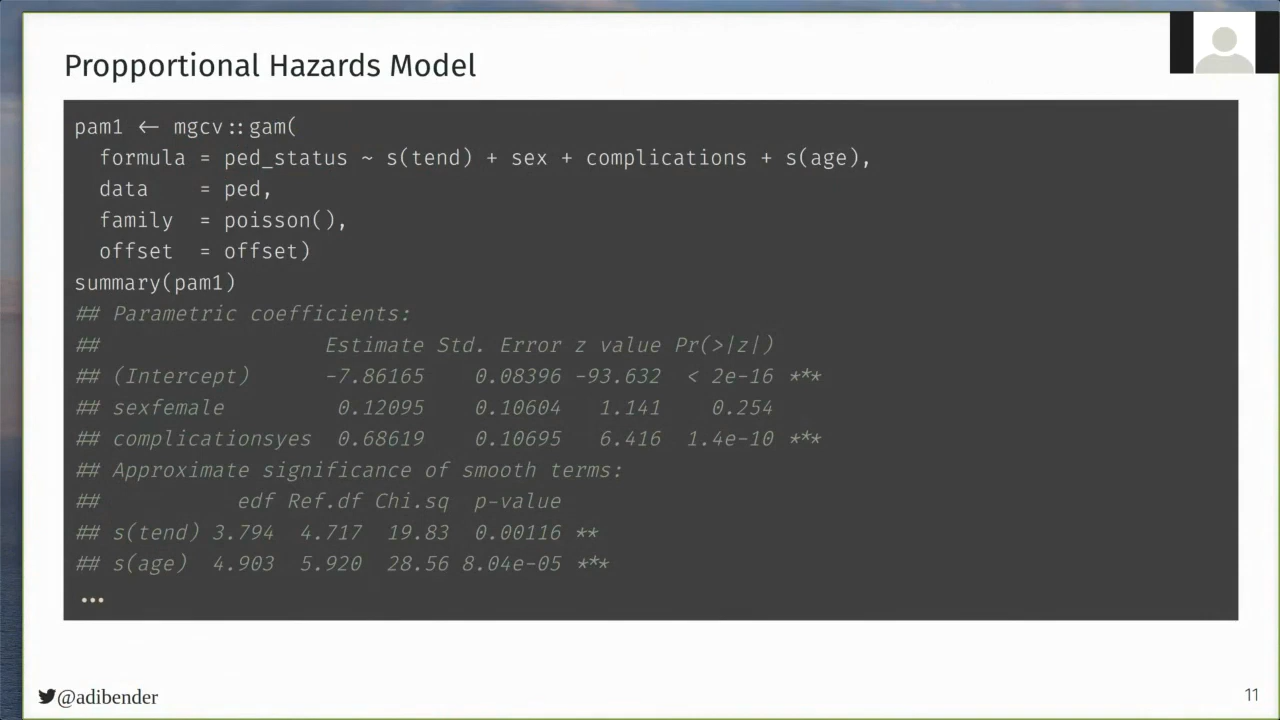 Propportional Hazards Model
pam1 ← mgcv::gam(
  formula = ped_status ~ s(tend) + sex + complications + s(age),
  data    = ped,
  family  = poisson(),
  offset  = offset)
summary(pam1)
## Parametric coefficients:
##                  Estimate Std. Error z value Pr(>|z|)
## (Intercept)      -7.86165    0.08396 -93.632  < 2e-16 ***
## sexfemale         0.12095    0.10604   1.141    0.254
## complicationsyes  0.68619    0.10695   6.416  1.4e-10 ***
## Approximate significance of smooth terms:
##           edf Ref.df Chi.sq  p-value
## s(tend) 3.794  4.717  19.83  0.00116 **
## s(age)  4.903  5.920  28.56 8.04e-05 ***
...
@adibender
11